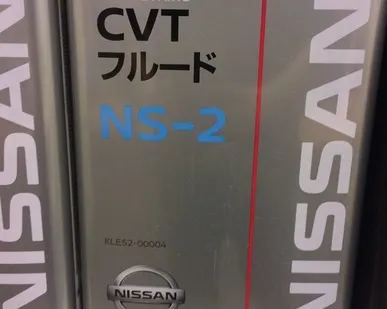 CVT
フルード
NS-2
KLE52-00004
NISSAN
NISSAN
NISSAN